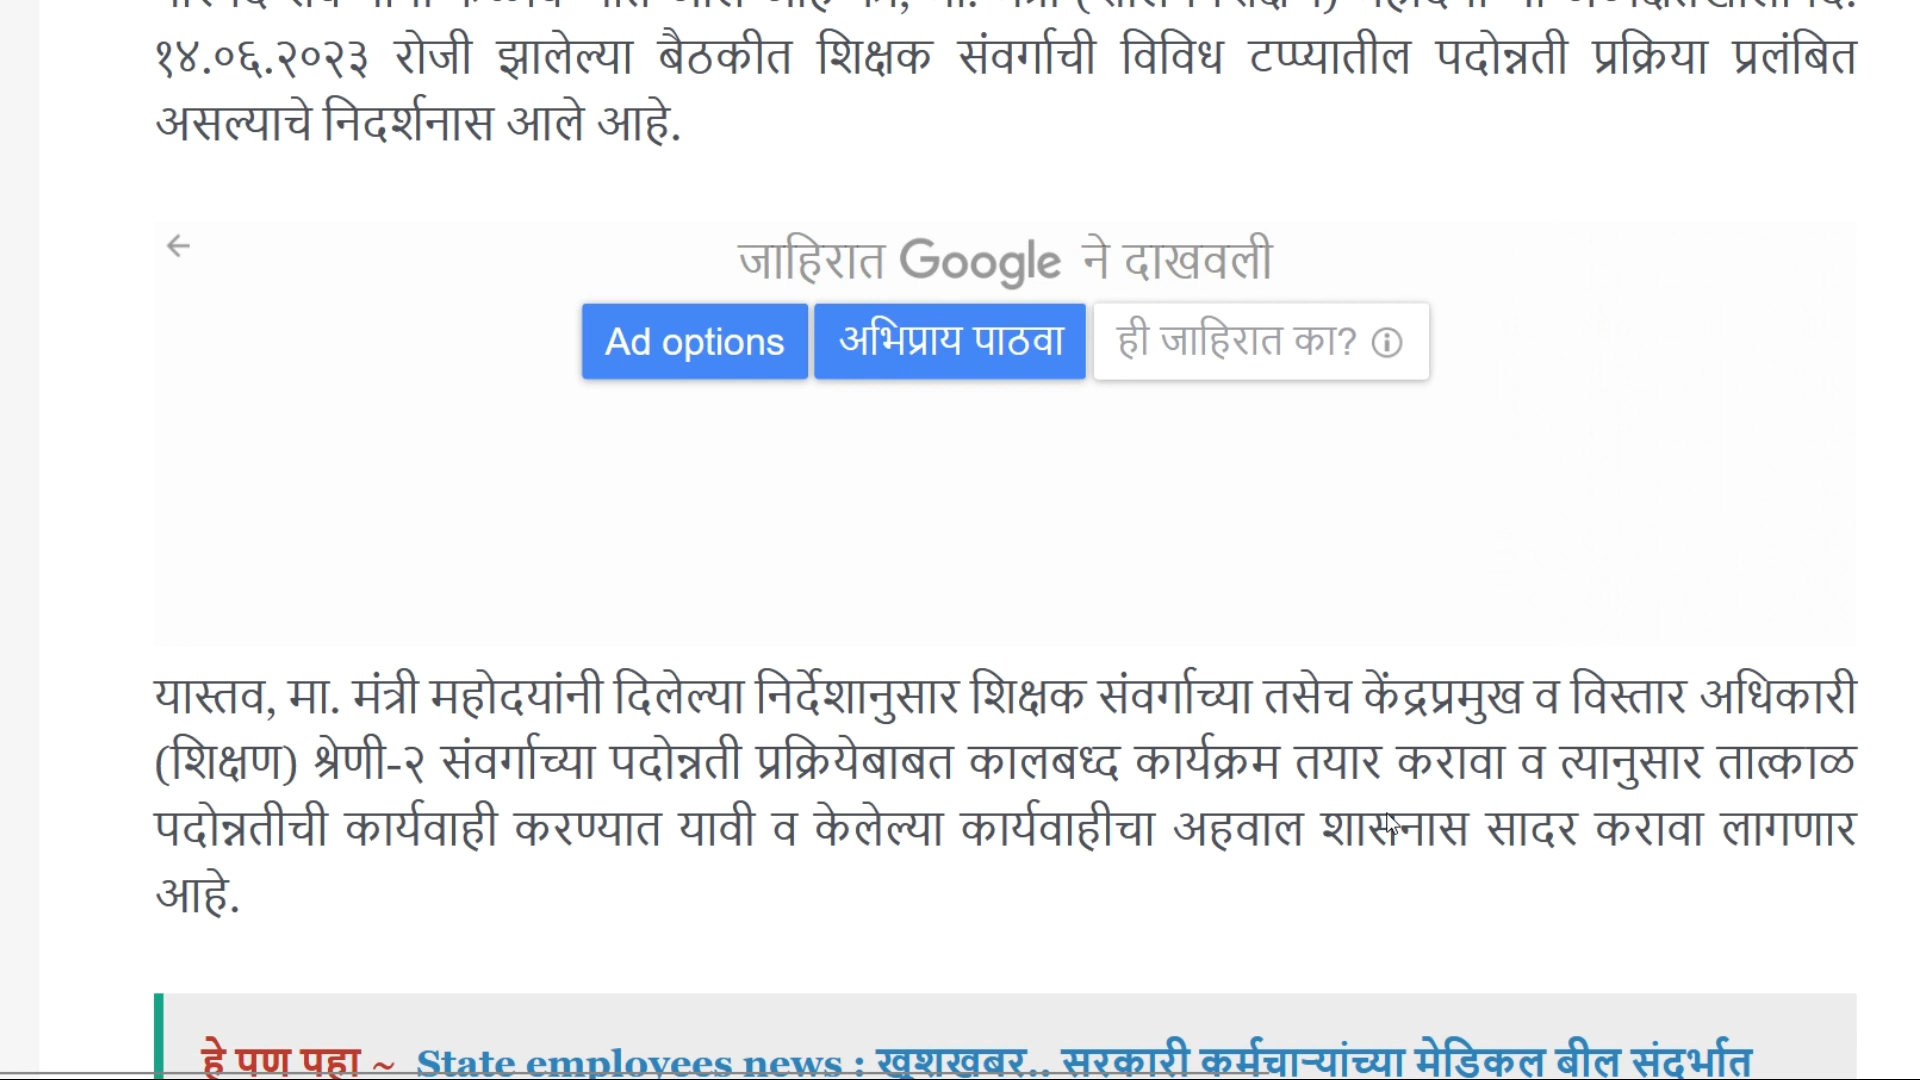 १४.०६.२०२३ रोजी झालेल्या बैठकीत शिक्षक संवर्गाची विविध टप्प्यातील पदोन्नती प्रक्रिया प्रलंबित
असल्याचे निदर्शनास आले आहे.
जाहिरात Google ने दाखवली
Ad options अभिप्राय पाठवा ही जाहिरात का?
यास्तव, मा. मंत्री महोदयांनी दिलेल्या निर्देशानुसार शिक्षक संवर्गाच्या तसेच केंद्रप्रमुख व विस्तार अधिकारी
(शिक्षण) श्रेणी-२ संवर्गाच्या पदोन्नती प्रक्रियेबाबत कालबध्द कार्यक्रम तयार करावा व त्यानुसार तात्काळ
पदोन्नतीची कार्यवाही करण्यात यावी व केलेल्या कार्यवाहीचा अहवाल शासनास सादर करावा लागणार
आहे.
हे पण पहा ~ State employees news : खुशखबर.. सरकारी कर्मचाऱ्यांच्या मेडिकल बील संदर्भात